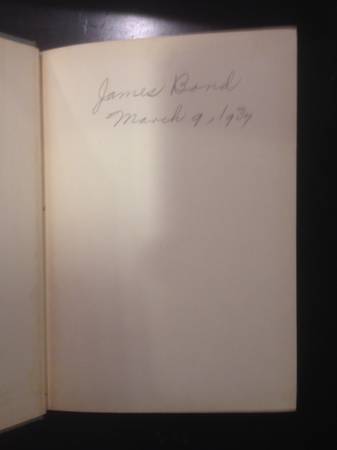 James Bond
March 9, 1939